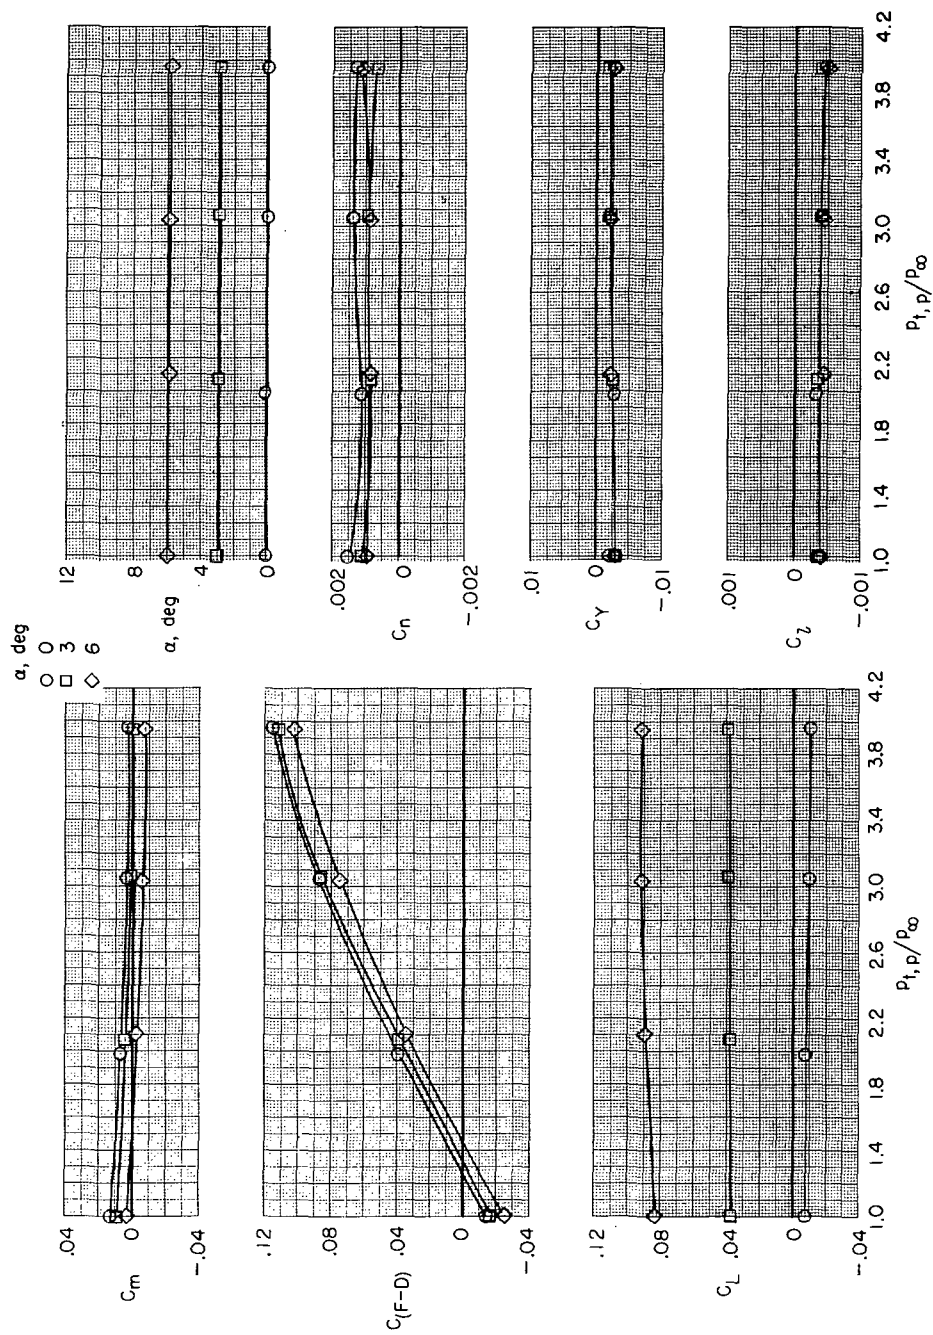 α, deg
○ 0
□ 3
◇ 6
.04
0
-.04
C_m
.12
.08
.04
0
-.04
C_(F-D)
.12
.08
.04
0
-.04
C_L
1.0 1.4 1.8 2.2 2.6 3.0 3.4 3.8 4.2
p_t,p/p_∞
12
8
4
0
α, deg
.002
0
-.002
C_n
.01
0
-.01
C_Y
.001
0
-.001
C_l
1.0 1.4 1.8 2.2 2.6 3.0 3.4 3.8 4.2
p_t,p/p_∞